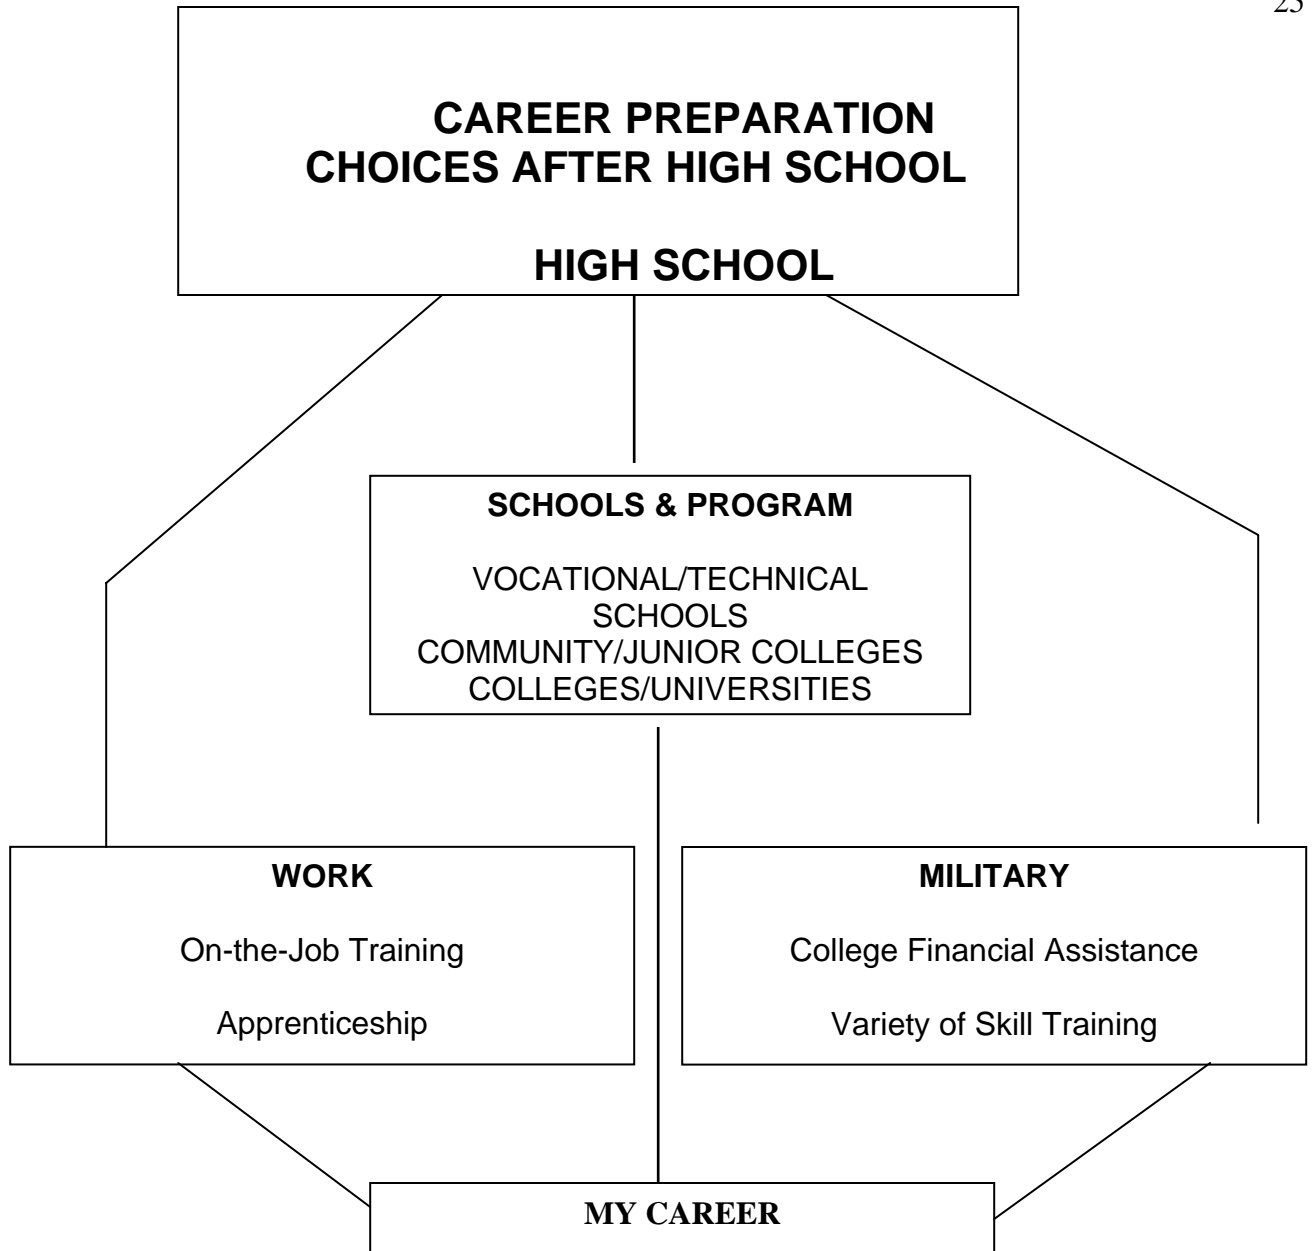 25
CAREER PREPARATION
CHOICES AFTER HIGH SCHOOL
HIGH SCHOOL
SCHOOLS & PROGRAM
VOCATIONAL/TECHNICAL
SCHOOLS
COMMUNITY/JUNIOR COLLEGES
COLLEGES/UNIVERSITIES
WORK
On-the-Job Training
Apprenticeship
MILITARY
College Financial Assistance
Variety of Skill Training
MY CAREER